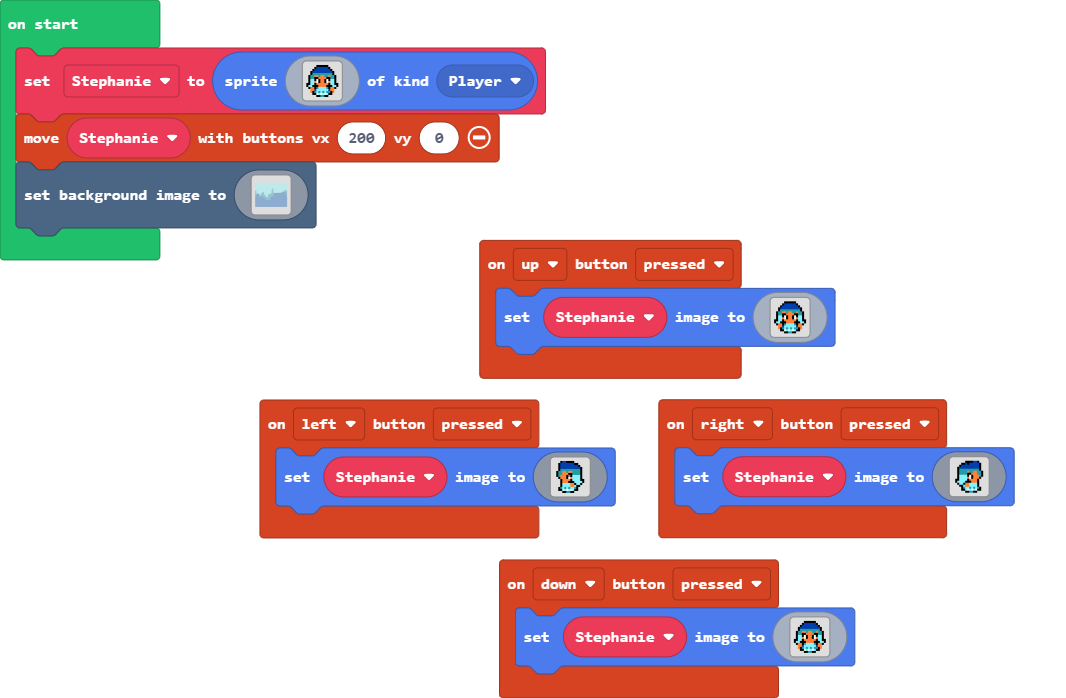 on start
set Stephanie to sprite of kind Player
move Stephanie with buttons vx 200 vy 0
set background image to
on up button pressed
set Stephanie image to
on left button pressed
set Stephanie image to
on right button pressed
set Stephanie image to
on down button pressed
set Stephanie image to